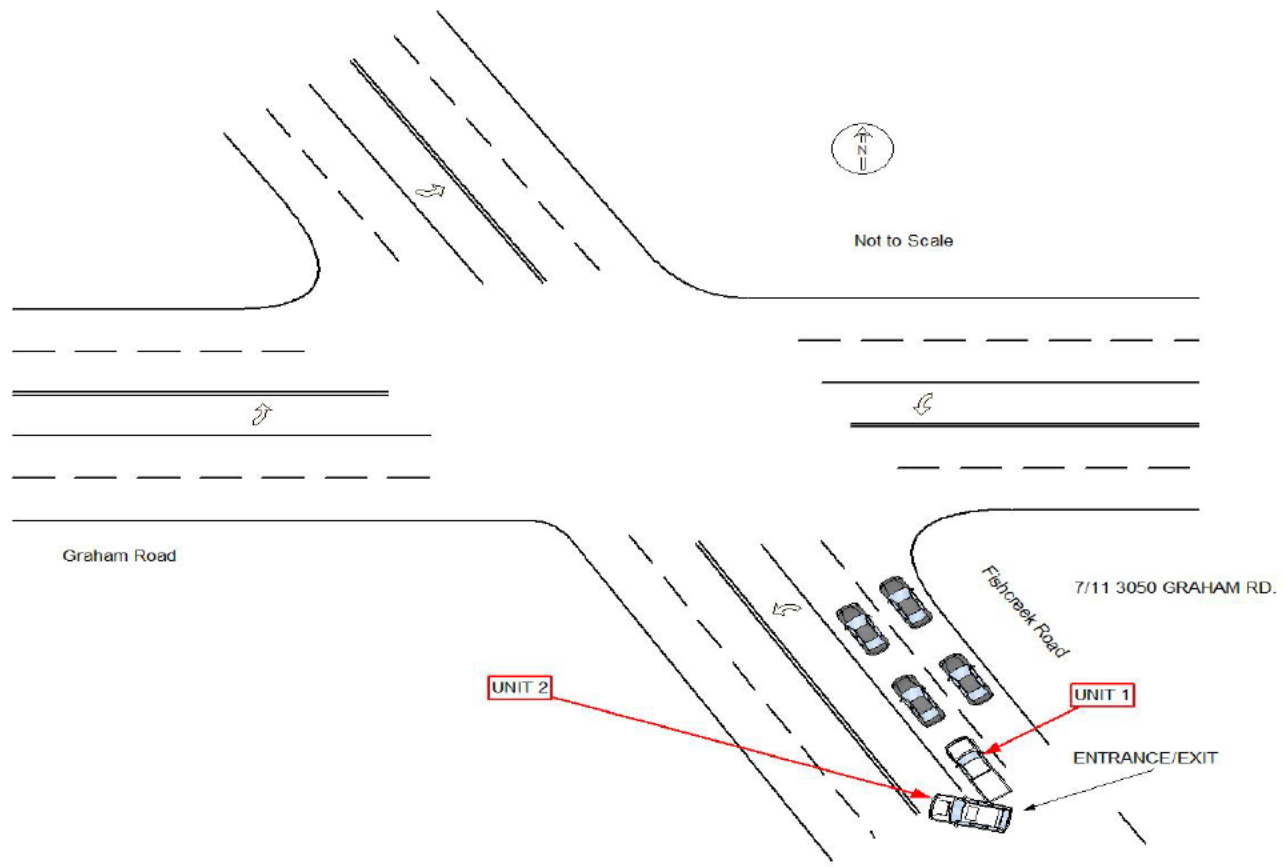 N
Not to Scale
Graham Road
Fishcreek Road
7/11 3050 GRAHAM RD.
UNIT 2
UNIT 1
ENTRANCE/EXIT